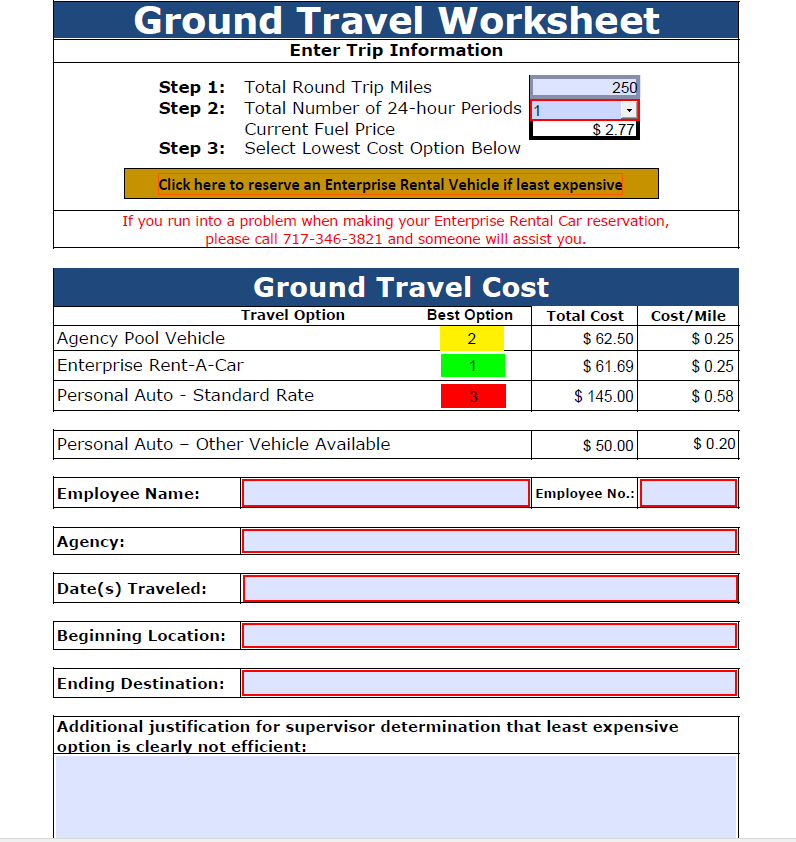 Ground Travel Worksheet
Enter Trip Information
Step 1: Total Round Trip Miles 250
Step 2: Total Number of 24-hour Periods 1
Current Fuel Price $ 2.77
Step 3: Select Lowest Cost Option Below
Click here to reserve an Enterprise Rental Vehicle if least expensive
If you run into a problem when making your Enterprise Rental Car reservation,
please call 717-346-3821 and someone will assist you.
Ground Travel Cost
Travel Option Best Option Total Cost Cost/Mile
Agency Pool Vehicle 2 $ 62.50 $ 0.25
Enterprise Rent-A-Car 1 $ 61.69 $ 0.25
Personal Auto - Standard Rate 3 $ 145.00 $ 0.58
Personal Auto – Other Vehicle Available $ 50.00 $ 0.20
Employee Name: Employee No.:
Agency:
Date(s) Traveled:
Beginning Location:
Ending Destination:
Additional justification for supervisor determination that least expensive
option is clearly not efficient: